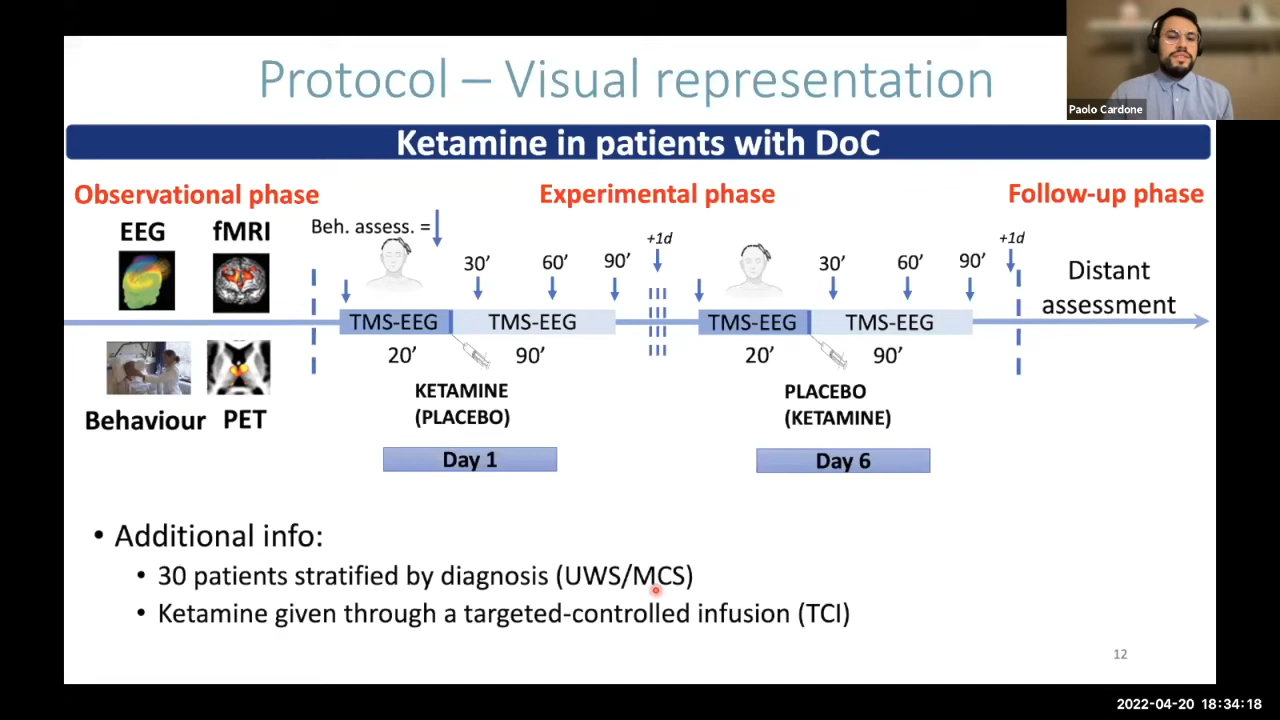 Protocol – Visual representation
Paolo Cardone
Ketamine in patients with DoC
Observational phase
Experimental phase
Follow-up phase
EEG
fMRI
Behaviour
PET
Beh. assess. =
30’
60’
90’
+1d
30’
60’
90’
+1d
TMS-EEG
TMS-EEG
TMS-EEG
TMS-EEG
20’
90’
20’
90’
KETAMINE
(PLACEBO)
PLACEBO
(KETAMINE)
Day 1
Day 6
Distant
assessment
• Additional info:
• 30 patients stratified by diagnosis (UWS/MCS)
• Ketamine given through a targeted-controlled infusion (TCI)
12
2022-04-20 18:34:18